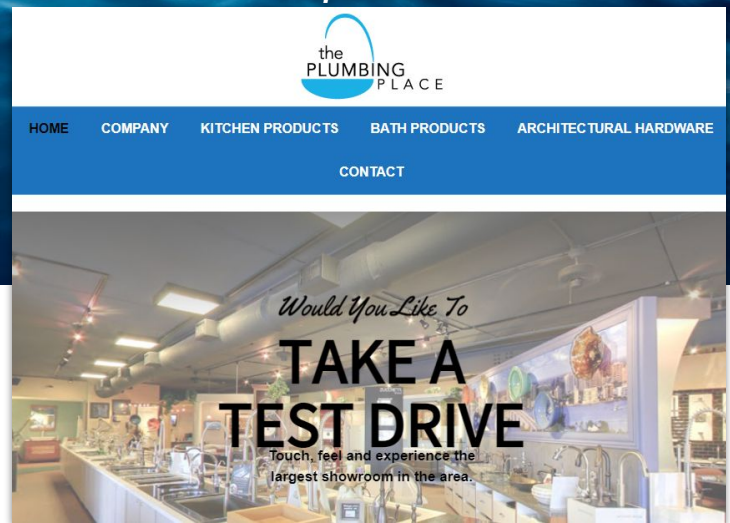 the
PLUMBING
PLACE
HOME COMPANY KITCHEN PRODUCTS BATH PRODUCTS ARCHITECTURAL HARDWARE
CONTACT
Would You Like To
TAKE A
TEST DRIVE
Touch, feel and experience the
largest showroom in the area.